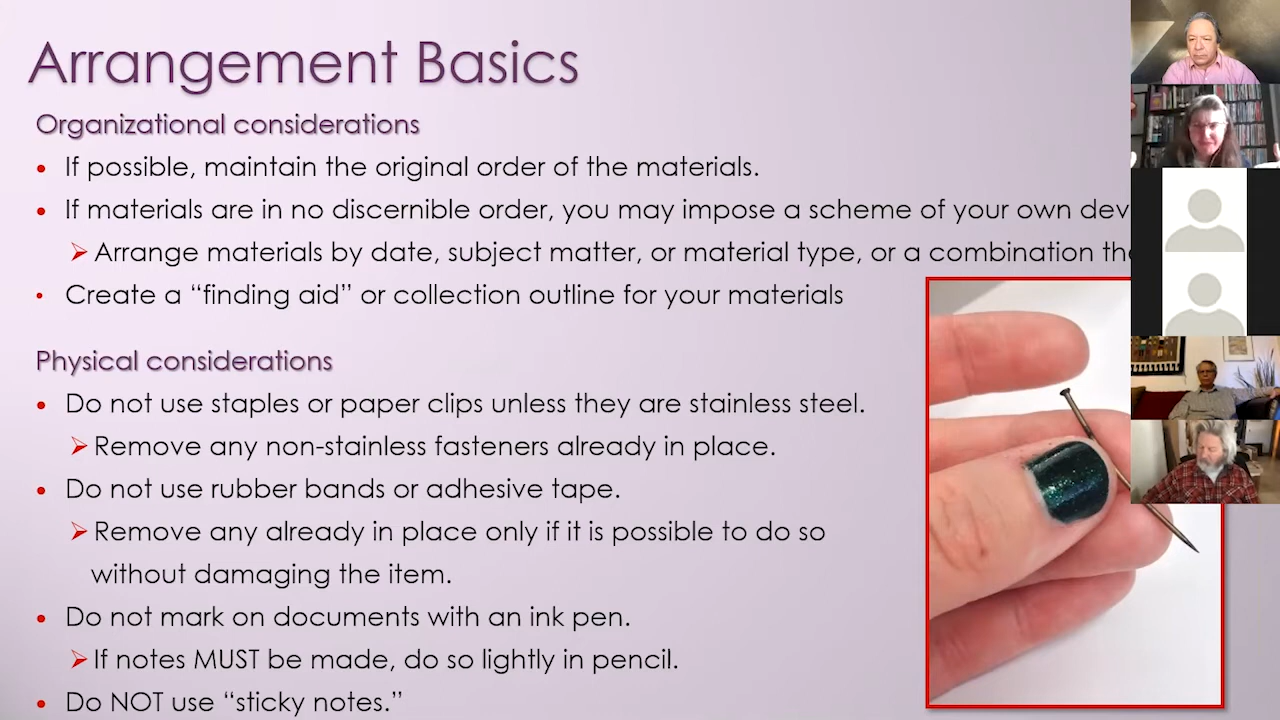 Arrangement Basics
Organizational considerations
If possible, maintain the original order of the materials.
If materials are in no discernible order, you may impose a scheme of your own
Arrange materials by date, subject matter, or material type, or a combination
Create a “finding aid” or collection outline for your materials
Physical considerations
Do not use staples or paper clips unless they are stainless steel.
Remove any non-stainless fasteners already in place.
Do not use rubber bands or adhesive tape.
Remove any already in place only if it is possible to do so
without damaging the item.
Do not mark on documents with an ink pen.
If notes MUST be made, do so lightly in pencil.
Do NOT use “sticky notes.”